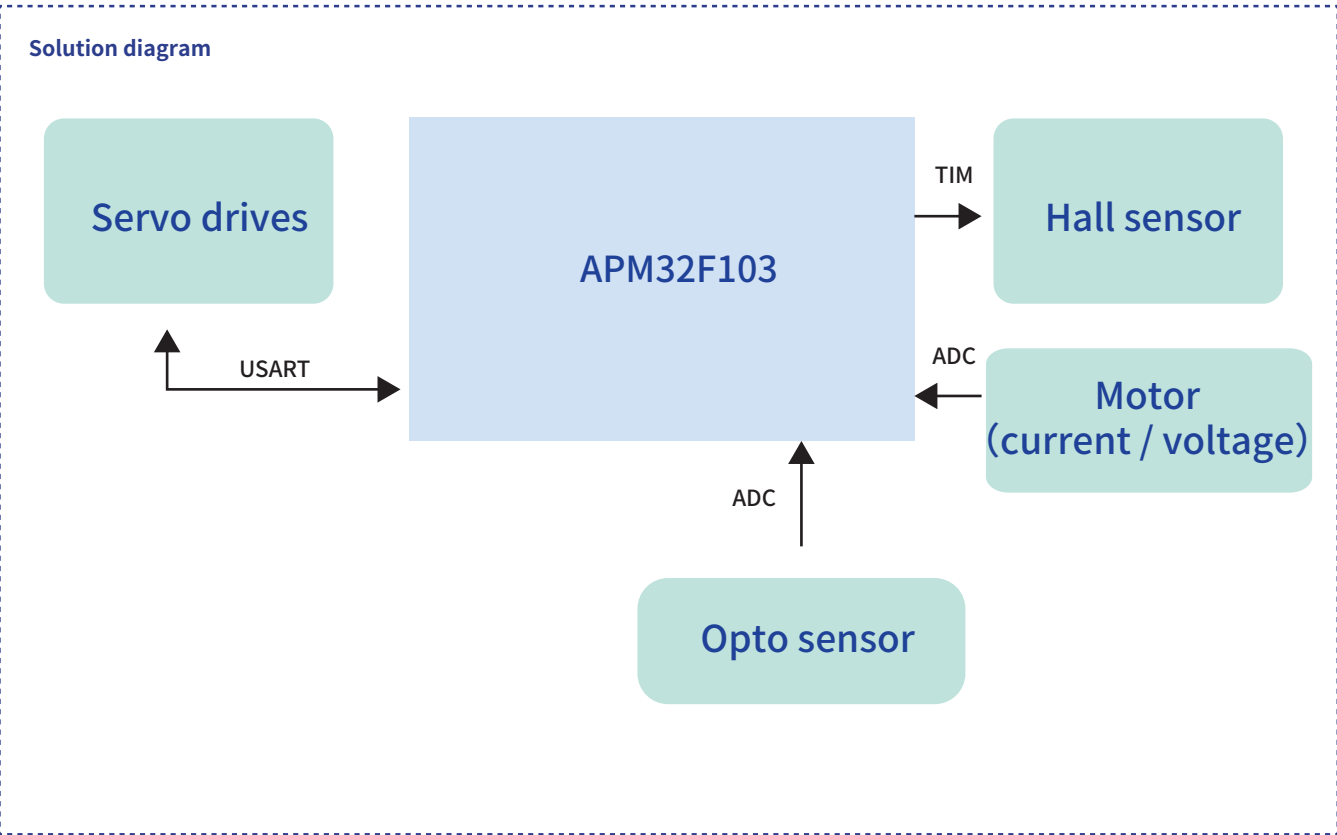 Solution diagram
Servo drives
APM32F103
TIM
Hall sensor
USART
ADC
Motor
（current / voltage）
ADC
Opto sensor